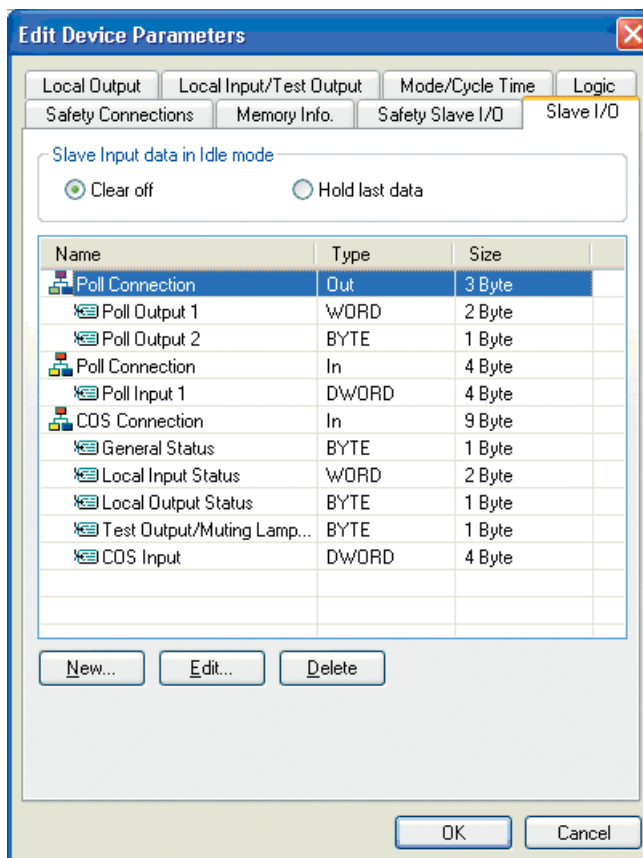 Edit Device Parameters
Local Output Local Input/Test Output Mode/Cycle Time Logic
Safety Connections Memory Info. Safety Slave I/O Slave I/O
Slave Input data in Idle mode
Clear off Hold last data
Name Type Size
Poll Connection Out 3 Byte
Poll Output 1 WORD 2 Byte
Poll Output 2 BYTE 1 Byte
Poll Connection In 4 Byte
Poll Input 1 DWORD 4 Byte
COS Connection In 9 Byte
General Status BYTE 1 Byte
Local Input Status WORD 2 Byte
Local Output Status BYTE 1 Byte
Test Output/Muting Lamp... BYTE 1 Byte
COS Input DWORD 4 Byte
New... Edit... Delete
OK Cancel